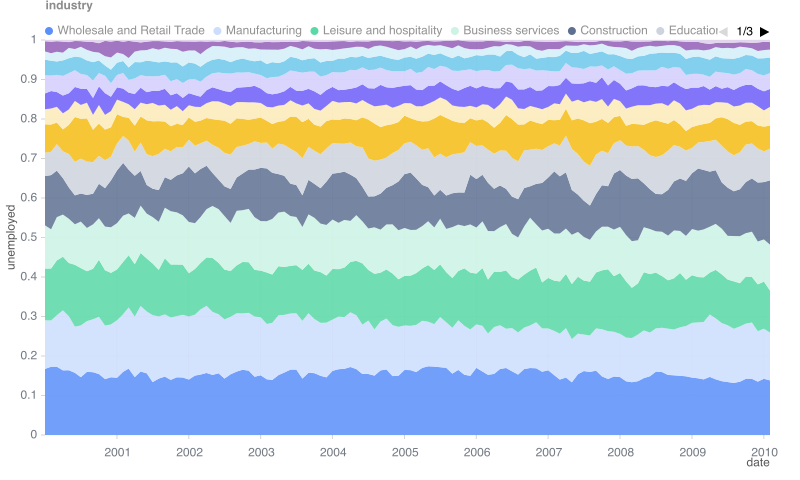 industry
Wholesale and Retail Trade Manufacturing Leisure and hospitality Business services Construction Education 1/3
1
0.9
0.8
0.7
0.6
0.5
0.4
0.3
0.2
0.1
0
unemployed
2001 2002 2003 2004 2005 2006 2007 2008 2009 2010
date